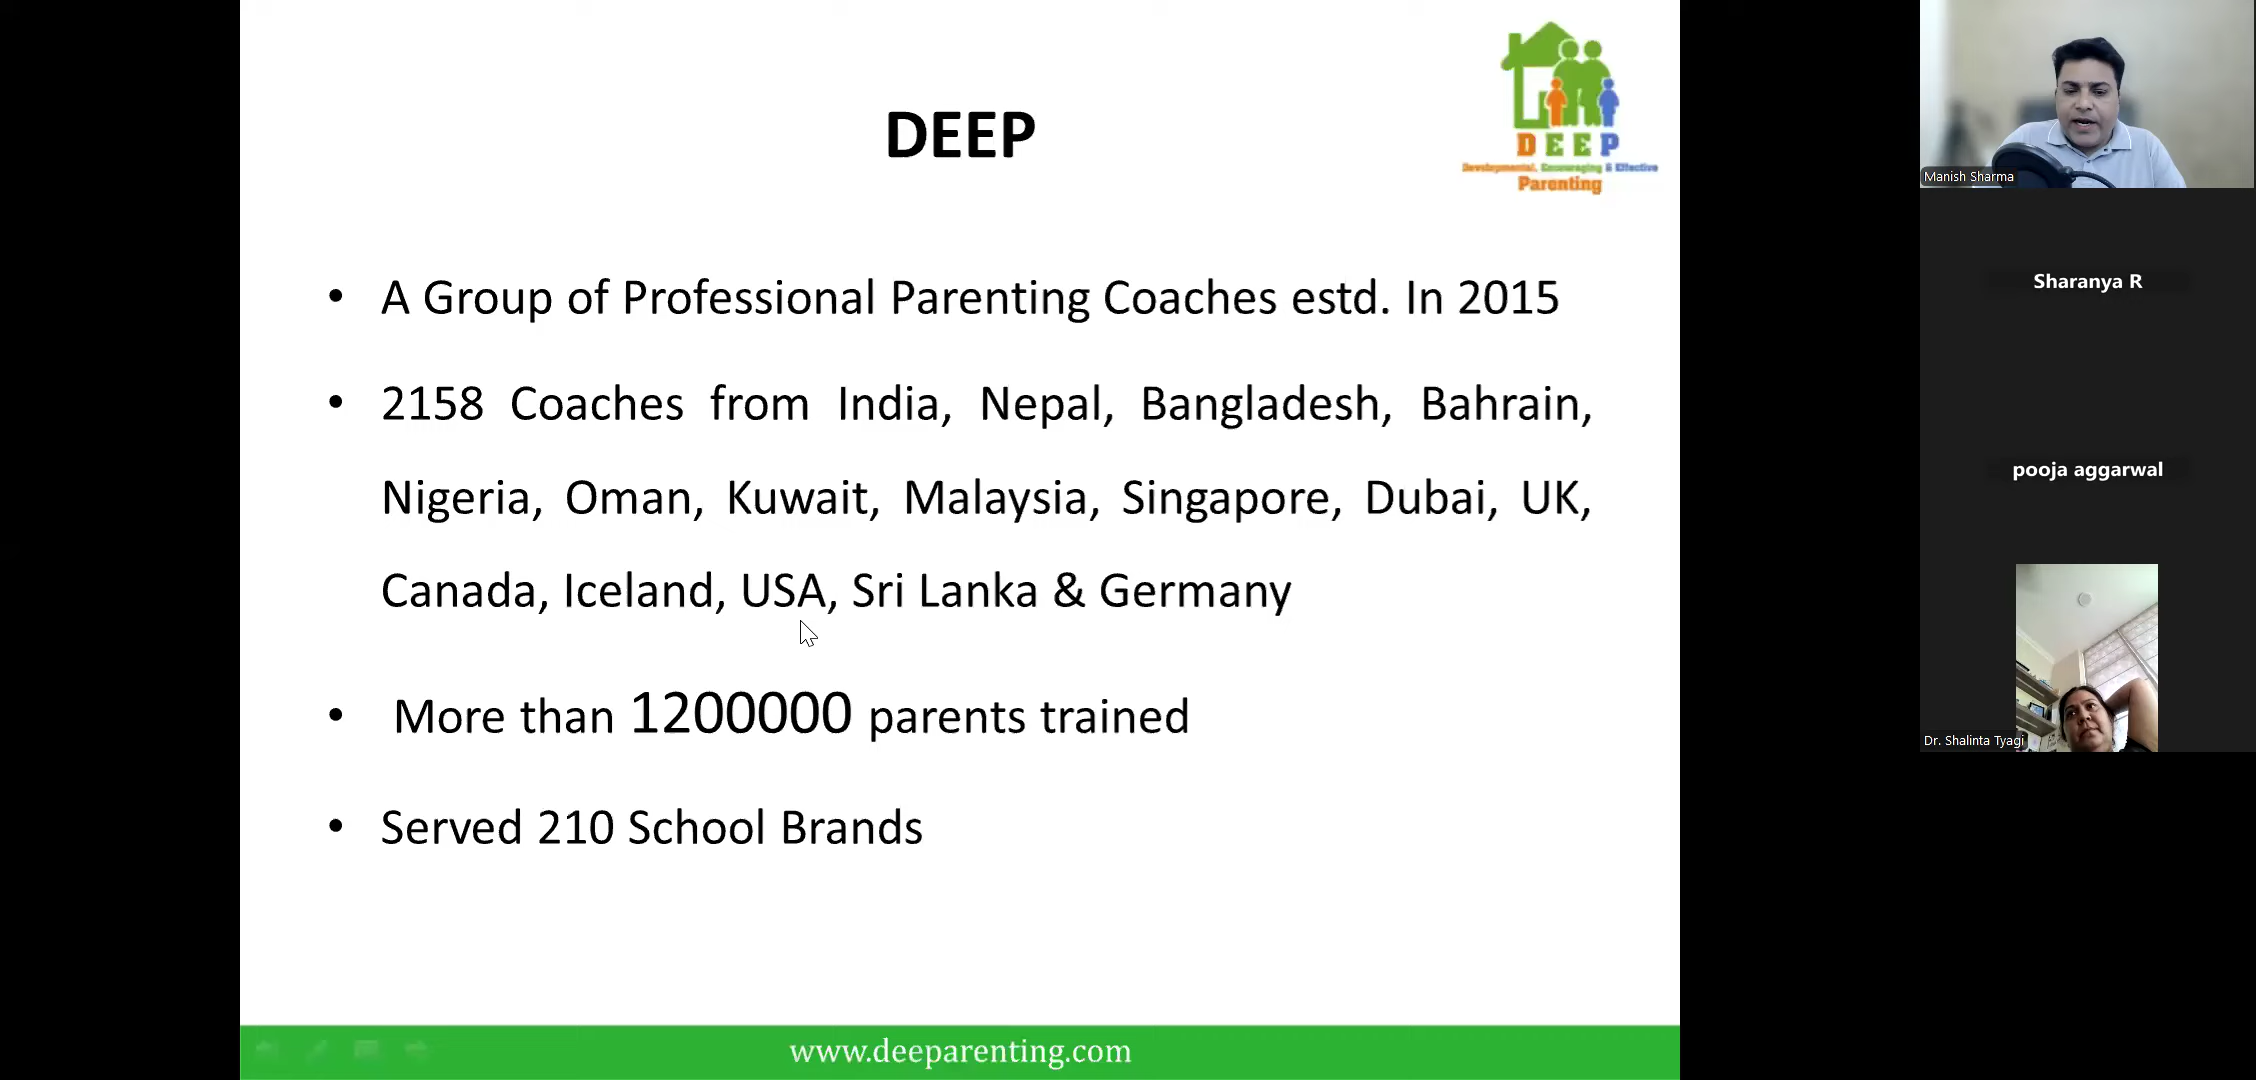 DEEP
D E E P
Developmental, Encouraging & Effective
Parenting
• A Group of Professional Parenting Coaches estd. In 2015
• 2158 Coaches from India, Nepal, Bangladesh, Bahrain,
Nigeria, Oman, Kuwait, Malaysia, Singapore, Dubai, UK,
Canada, Iceland, USA, Sri Lanka & Germany
• More than 1200000 parents trained
• Served 210 School Brands
www.deeparenting.com
Manish Sharma
Sharanya R
pooja aggarwal
Dr. Shalinta Tyagi